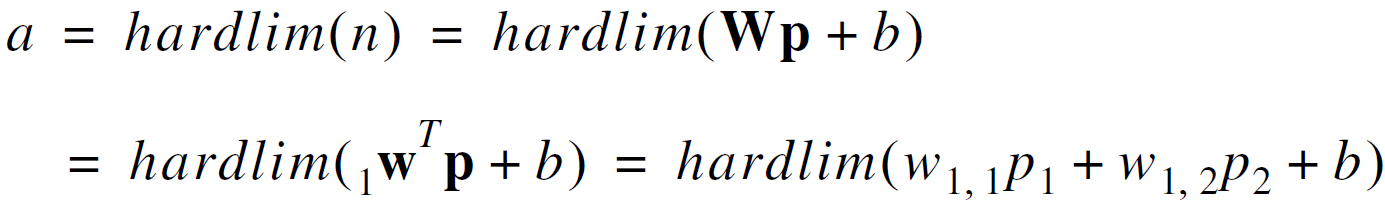 a = hardlim(n) = hardlim(Wp + b)
= hardlim(₁wᵀp + b) = hardlim(w₁,₁p₁ + w₁,₂p₂ + b)